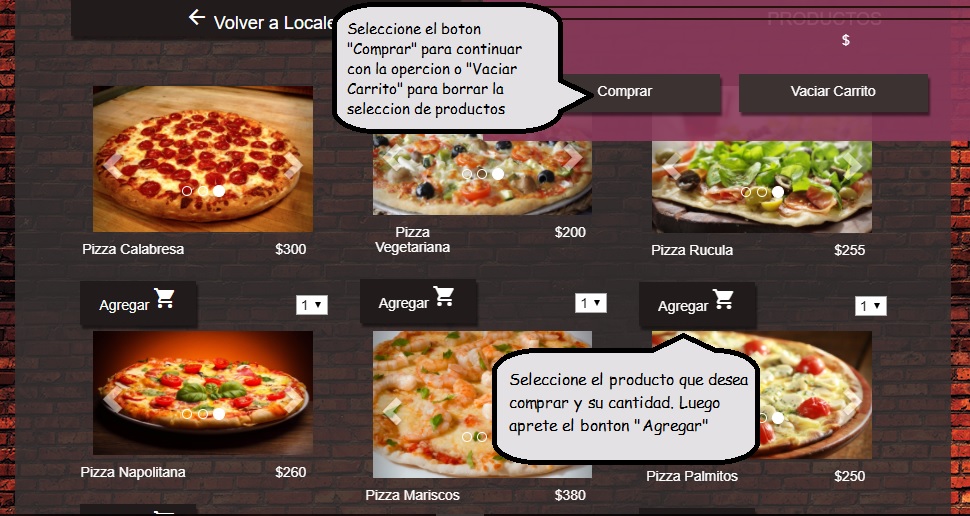 Volver a Locale
PRODUCTOS
$
Seleccione el boton
"Comprar" para continuar
con la opercion o "Vaciar
Carrito" para borrar la
seleccion de productos
Comprar
Vaciar Carrito
Pizza Calabresa $300
Pizza
Vegetariana
$200
Pizza Rucula $255
Agregar 1
Agregar 1
Agregar 1
Seleccione el producto que desea
comprar y su cantidad. Luego
aprete el bonton "Agregar"
Pizza Napolitana $260
Pizza Mariscos $380
Pizza Palmitos $250